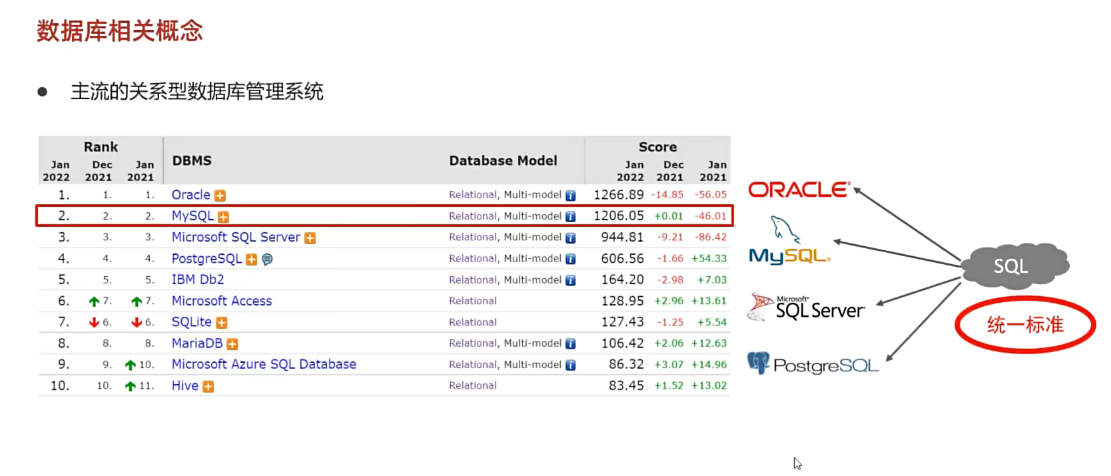 数据库相关概念
● 主流的关系型数据库管理系统
Rank Score
Jan Dec Jan DBMS Database Model Jan Dec Jan
2022 2021 2021 2022 2021 2021
1. 1. 1. Oracle Relational, Multi-model 1266.89 -14.85 -56.05
2. 2. 2. MySQL Relational, Multi-model 1206.05 +0.01 -46.01
3. 3. 3. Microsoft SQL Server Relational, Multi-model 944.81 -9.21 -86.42
4. 4. 4. PostgreSQL Relational, Multi-model 606.56 -1.66 +54.33
5. 5. 5. IBM Db2 Relational, Multi-model 164.20 -2.98 +7.03
6. 7. 7. Microsoft Access Relational 128.95 +2.96 +13.61
7. 6. 6. SQLite Relational 127.43 -1.25 +5.54
8. 8. 8. MariaDB Relational, Multi-model 106.42 +2.06 +12.63
9. 9. 10. Microsoft Azure SQL Database Relational, Multi-model 86.32 +3.07 +14.96
10. 10. 11. Hive Relational 83.45 +1.52 +13.02
ORACLE
MySQL
Microsoft
SQL Server
PostgreSQL
SQL
统一标准